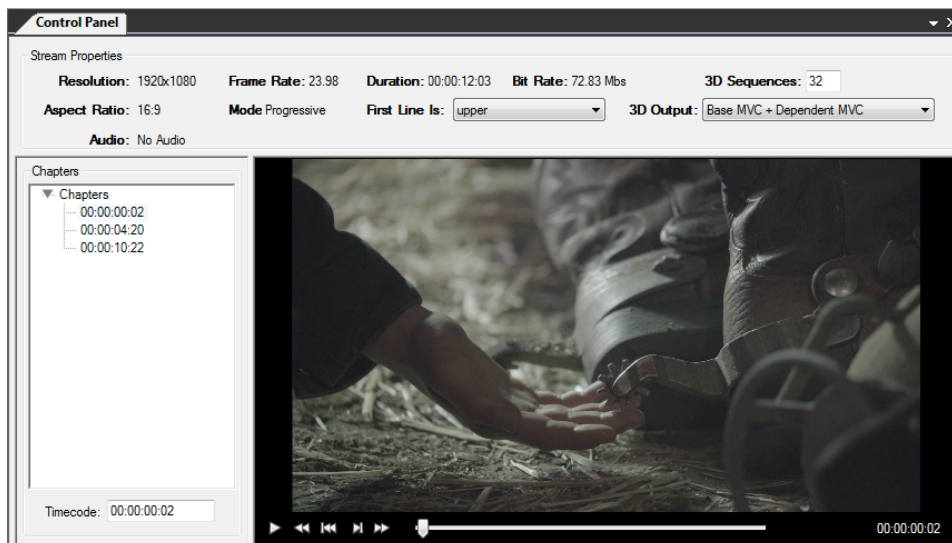 Control Panel
Stream Properties
Resolution: 1920x1080 Frame Rate: 23.98 Duration: 00:00:12:03 Bit Rate: 72.83 Mbs 3D Sequences: 32
Aspect Ratio: 16:9 Mode Progressive First Line Is: upper 3D Output: Base MVC + Dependent MVC
Audio: No Audio
Chapters
Chapters
00:00:00:02
00:00:04:20
00:00:10:22
Timecode: 00:00:00:02
00:00:00:02